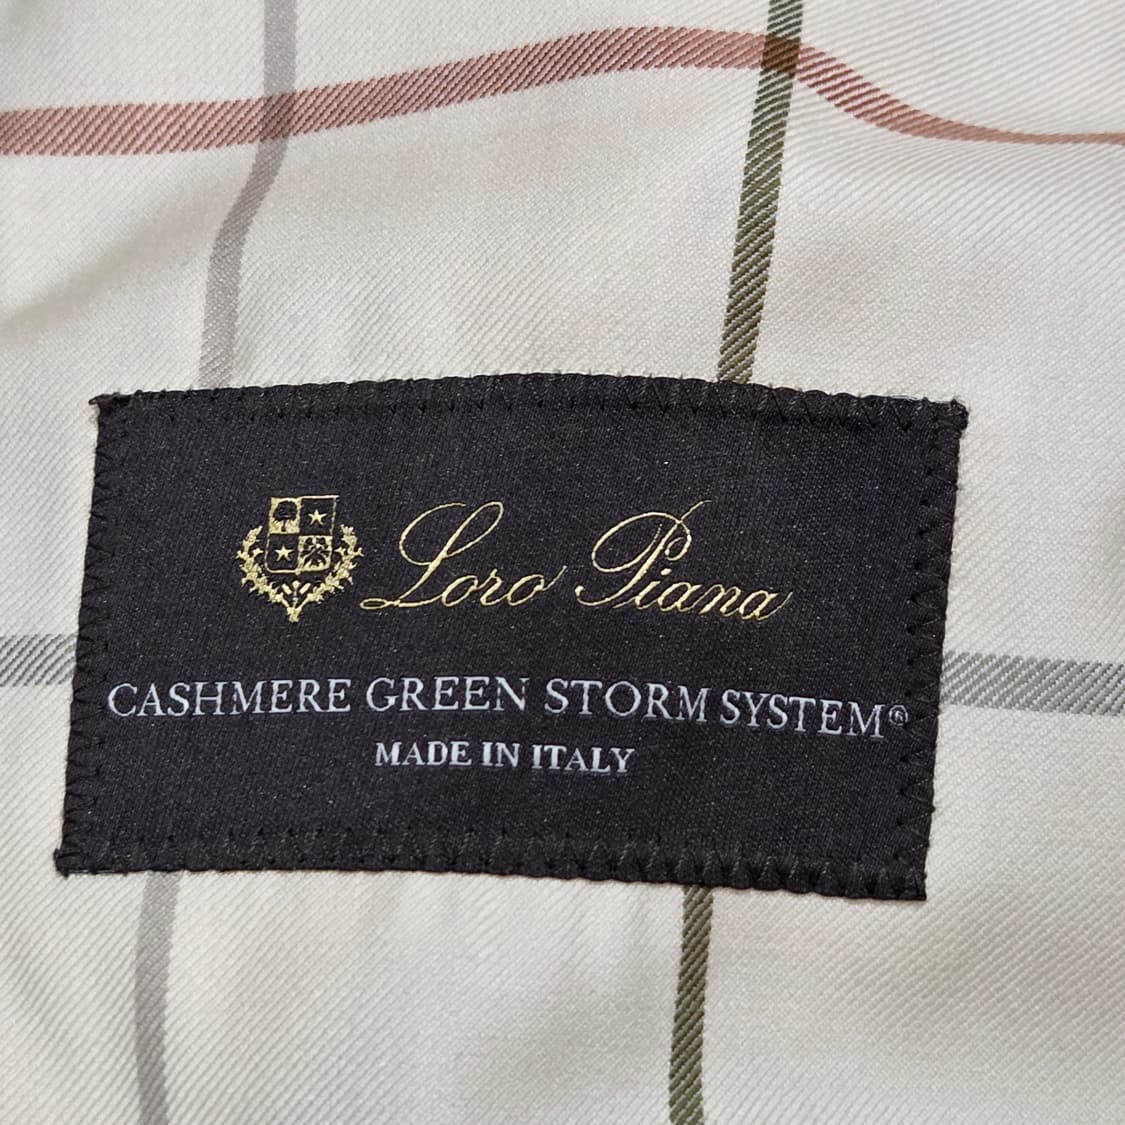 Loro Piana
CASHMERE GREEN STORM SYSTEM®
MADE IN ITALY